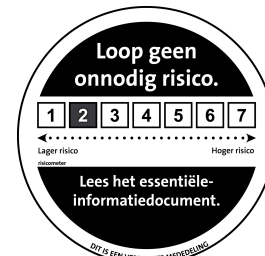 Loop geen
onnodig risico.
1 2 3 4 5 6 7
Lager risico Hoger risico
risicometer
Lees het essentiële-
informatiedocument.
DIT IS EEN VERPLICHTE MEDEDELING